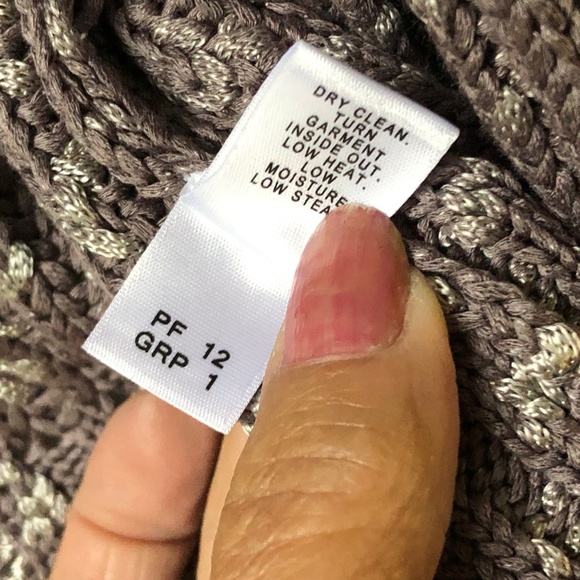 DRY CLEAN.
TURN
GARMENT
INSIDE OUT.
LOW HEAT.
LOW
MOISTURE
LOW
PF 12
GRP 1